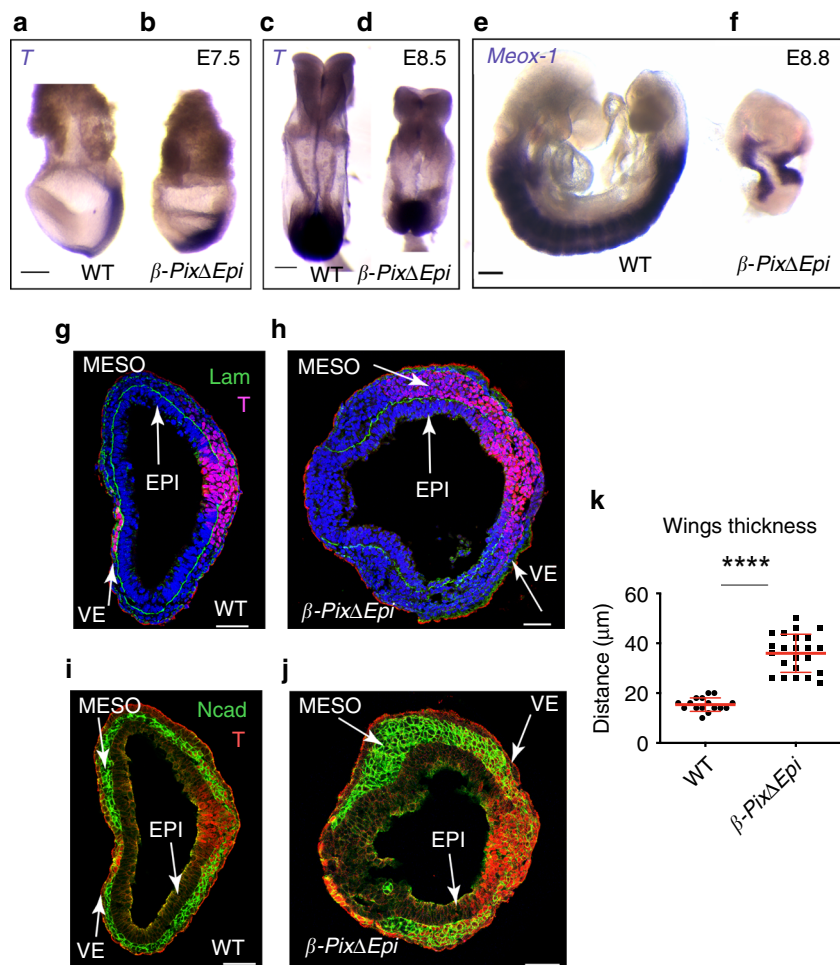 a b c d e f
T E7.5 T E8.5 Meox-1 E8.8
WT β-PixΔEpi WT β-PixΔEpi WT β-PixΔEpi
g h
MESO
Lam
T
EPI
VE
WT
MESO
EPI
VE
β-PixΔEpi
k
Wings thickness
****
60
40
20
0
Distance (μm)
WT
β-PixΔEpi
i j
MESO
Ncad
T
EPI
VE
WT
MESO
VE
EPI
β-PixΔEpi